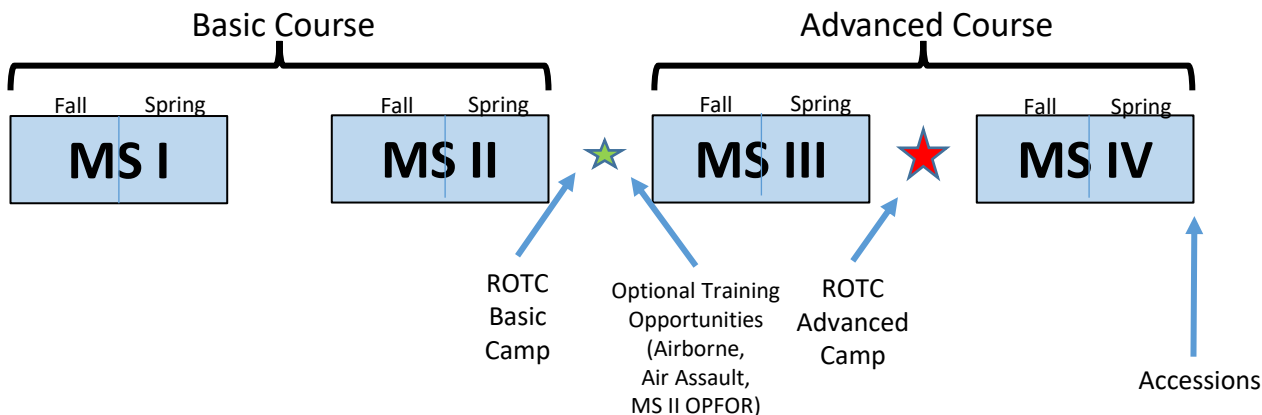 Basic Course
Advanced Course
Fall Spring
Fall Spring
Fall Spring
Fall Spring
MS I
MS II
MS III
MS IV
ROTC
Basic
Camp
Optional Training
Opportunities
(Airborne,
Air Assault,
MS II OPFOR)
ROTC
Advanced
Camp
Accessions